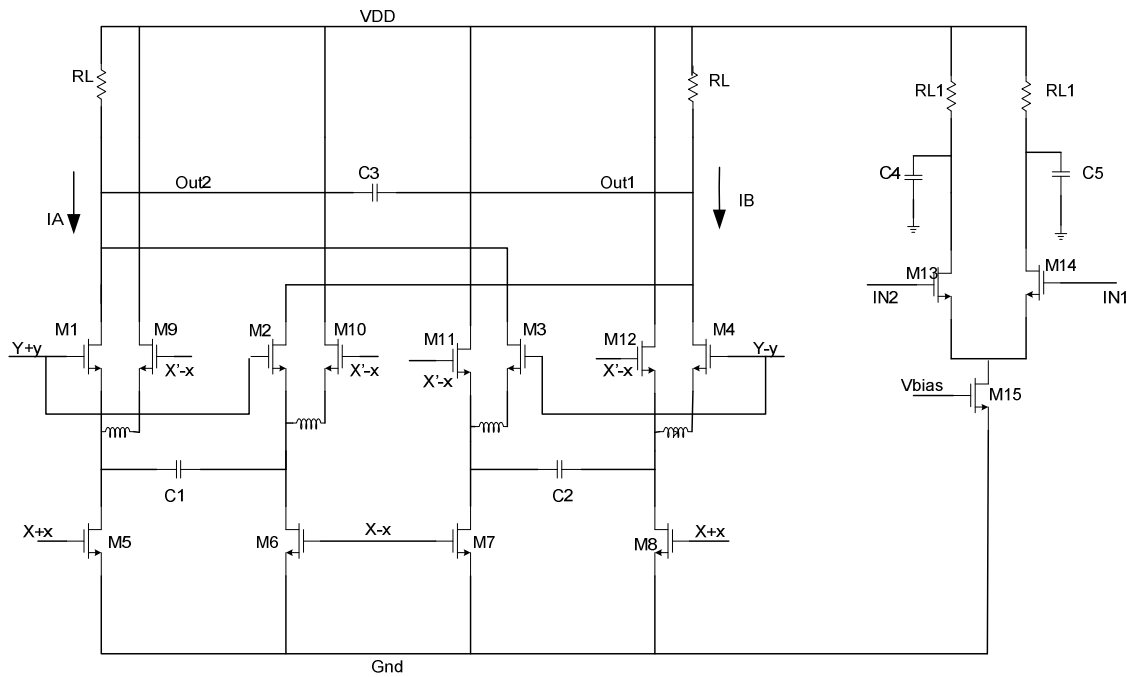 VDD
RL
RL
RL1
RL1
C3
C4
C5
Out2
Out1
IA
IB
M13
M14
IN2
IN1
M1
M9
M2
M10
M11
M3
M12
M4
Y+y
X'-x
X'-x
X'-x
X'-x
Y-y
Vbias
M15
C1
C2
X+x
M5
M6
X-x
M7
M8
X+x
Gnd